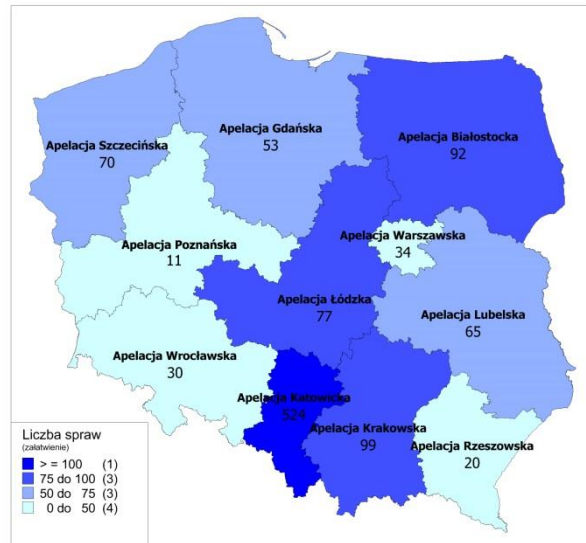 Apelacja Gdańska
53
Apelacja Szczecińska
70
Apelacja Białostocka
92
Apelacja Warszawska
34
Apelacja Poznańska
11
Apelacja Łódzka
77
Apelacja Lubelska
65
Apelacja Wrocławska
30
Apelacja Katowicka
524
Apelacja Krakowska
99
Apelacja Rzeszowska
20
Liczba spraw
(załatwienie)
> = 100 (1)
75 do 100 (3)
50 do 75 (3)
0 do 50 (4)